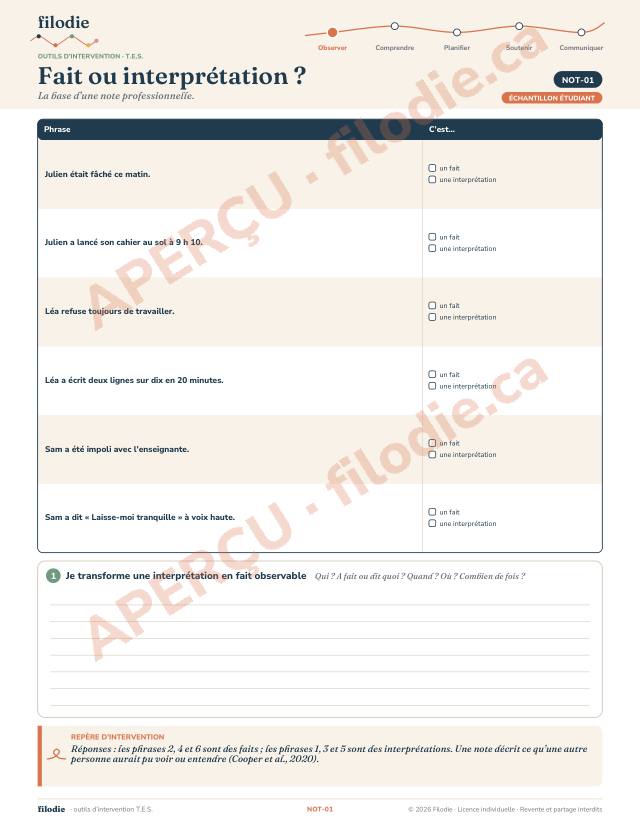 filodie
OUTILS D'INTERVENTION · T.E.S.
Observer
Comprendre
Planifier
Soutenir
Communiquer
Fait ou interprétation ?
La base d'une note professionnelle.
NOT-01
ÉCHANTILLON ÉTUDIANT
Phrase
C'est…
Julien était fâché ce matin.
un fait
une interprétation
Julien a lancé son cahier au sol à 9 h 10.
un fait
une interprétation
Léa refuse toujours de travailler.
un fait
une interprétation
Léa a écrit deux lignes sur dix en 20 minutes.
un fait
une interprétation
Sam a été impoli avec l'enseignante.
un fait
une interprétation
Sam a dit « Laisse-moi tranquille » à voix haute.
un fait
une interprétation
APERÇU · filodie.ca
APERÇU · filodie.ca
1 Je transforme une interprétation en fait observable Qui ? A fait ou dit quoi ? Quand ? Où ? Combien de fois ?
REPÈRE D'INTERVENTION
Réponses : les phrases 2, 4 et 6 sont des faits ; les phrases 1, 3 et 5 sont des interprétations. Une note décrit ce qu'une autre
personne aurait pu voir ou entendre (Cooper et al., 2020).
filodie · outils d'intervention T.E.S.
NOT-01
© 2026 Filodie · Licence individuelle · Revente et partage interdits